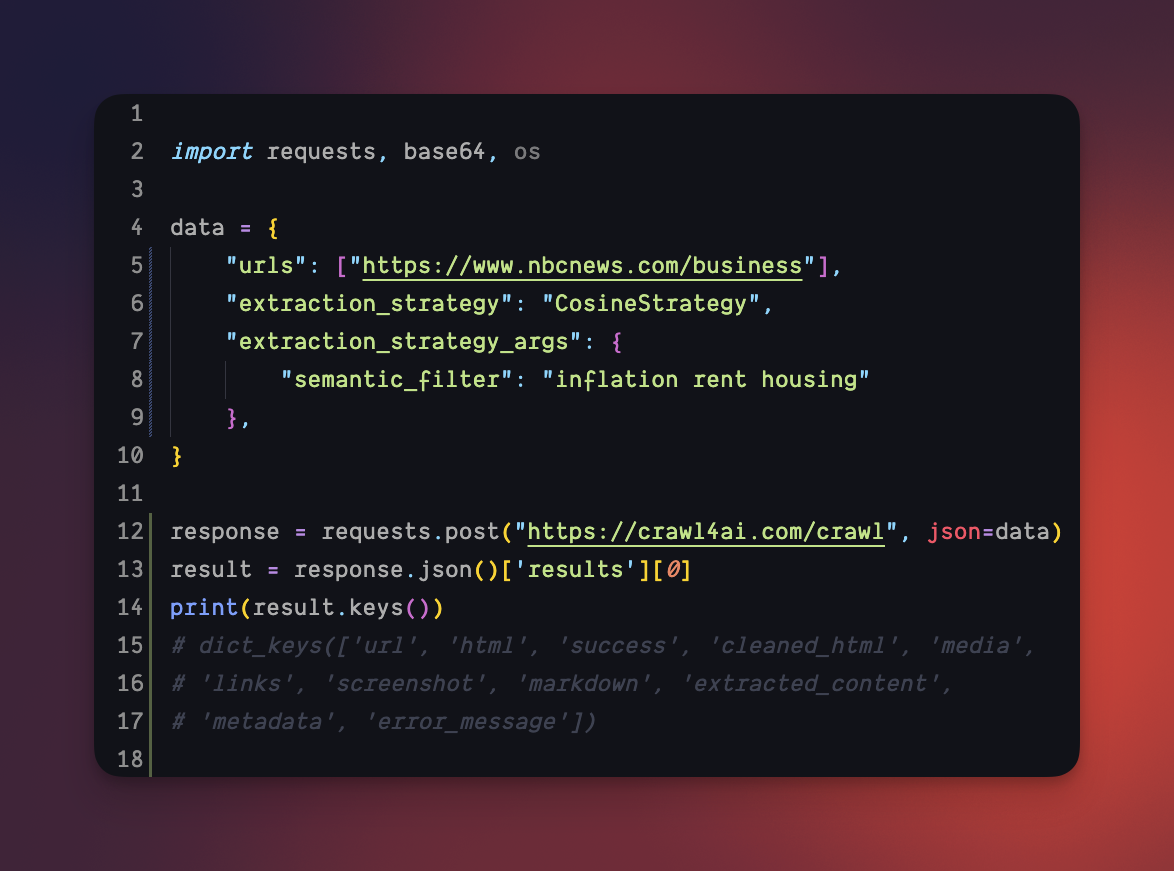 1
2 import requests, base64, os
3
4 data = {
5     "urls": ["https://www.nbcnews.com/business"],
6     "extraction_strategy": "CosineStrategy",
7     "extraction_strategy_args": {
8         "semantic_filter": "inflation rent housing"
9     },
10 }
11
12 response = requests.post("https://crawl4ai.com/crawl", json=data)
13 result = response.json()['results'][0]
14 print(result.keys())
15 # dict_keys(['url', 'html', 'success', 'cleaned_html', 'media',
16 # 'links', 'screenshot', 'markdown', 'extracted_content',
17 # 'metadata', 'error_message'])
18